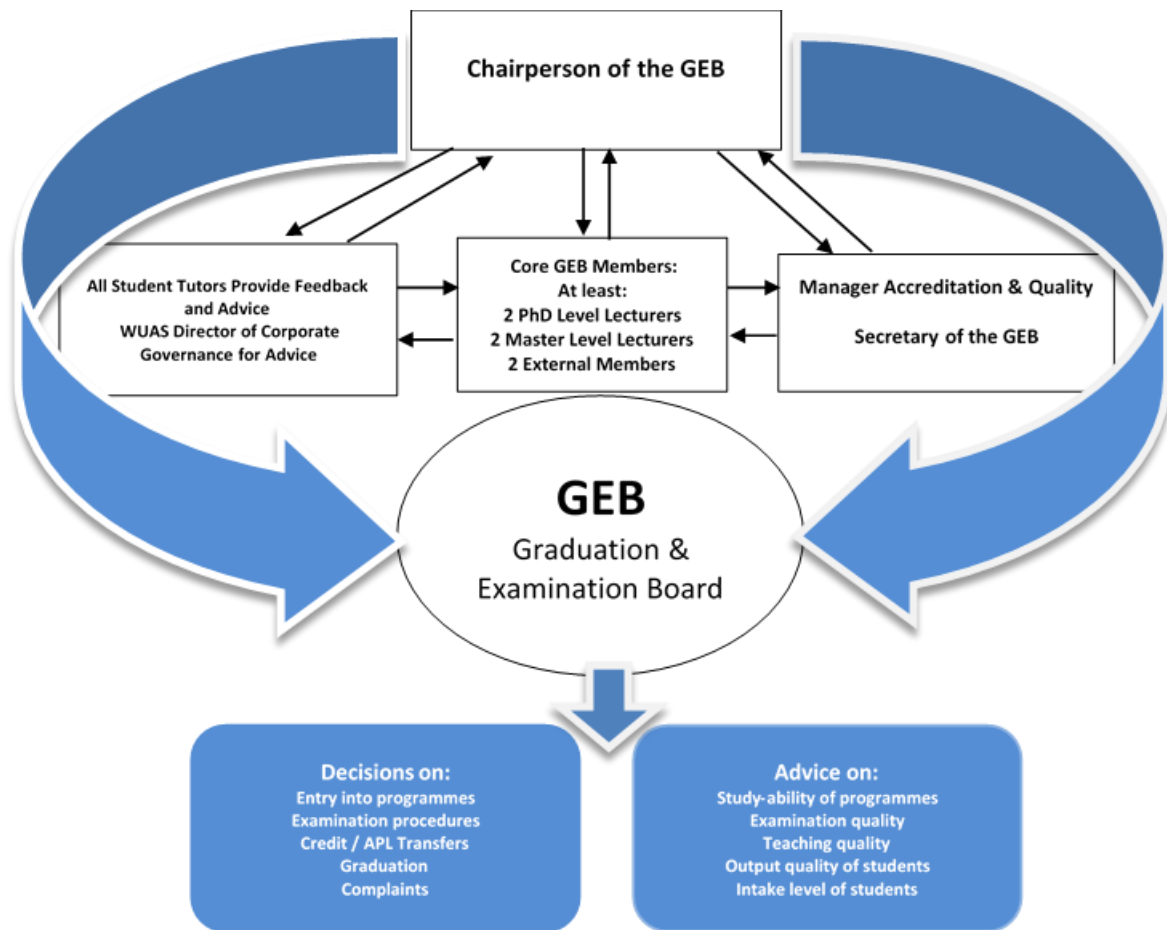 Chairperson of the GEB
All Student Tutors Provide Feedback
and Advice
WUAS Director of Corporate
Governance for Advice
Core GEB Members:
At least:
2 PhD Level Lecturers
2 Master Level Lecturers
2 External Members
Manager Accreditation & Quality
Secretary of the GEB
GEB
Graduation &
Examination Board
Decisions on:
Entry into programmes
Examination procedures
Credit / APL Transfers
Graduation
Complaints
Advice on:
Study-ability of programmes
Examination quality
Teaching quality
Output quality of students
Intake level of students